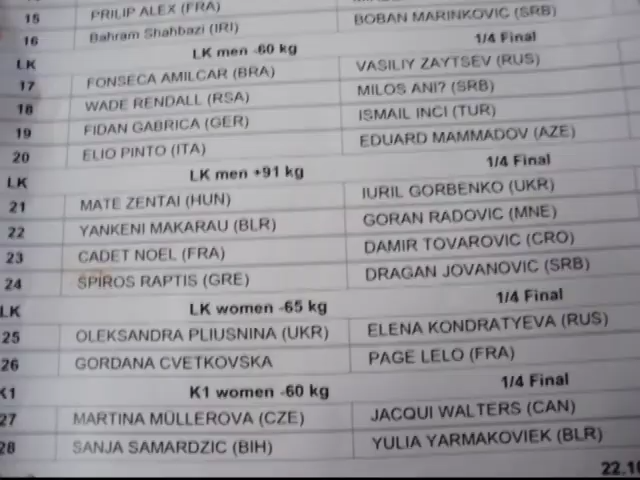 15 PRILIP ALEX (FRA)
16 Bahram Shahbazi (IRI) BOBAN MARINKOVIC (SRB)
LK LK men -60 kg 1/4 Final
17 FONSECA AMILCAR (BRA) VASILIY ZAYTSEV (RUS)
18 WADE RENDALL (RSA) MILOS ANI? (SRB)
19 FIDAN GABRICA (GER) ISMAIL INCI (TUR)
20 ELIO PINTO (ITA) EDUARD MAMMADOV (AZE)
LK LK men +91 kg 1/4 Final
21 MATE ZENTAI (HUN) IURIL GORBENKO (UKR)
22 YANKENI MAKARAU (BLR) GORAN RADOVIC (MNE)
23 CADET NOEL (FRA) DAMIR TOVAROVIC (CRO)
24 SPIROS RAPTIS (GRE) DRAGAN JOVANOVIC (SRB)
LK LK women -65 kg 1/4 Final
25 OLEKSANDRA PLIUSNINA (UKR) ELENA KONDRATYEVA (RUS)
26 GORDANA CVETKOVSKA PAGE LELO (FRA)
K1 K1 women -60 kg 1/4 Final
27 MARTINA MÜLLEROVA (CZE) JACQUI WALTERS (CAN)
28 SANJA SAMARDZIC (BIH) YULIA YARMAKOVIEK (BLR)